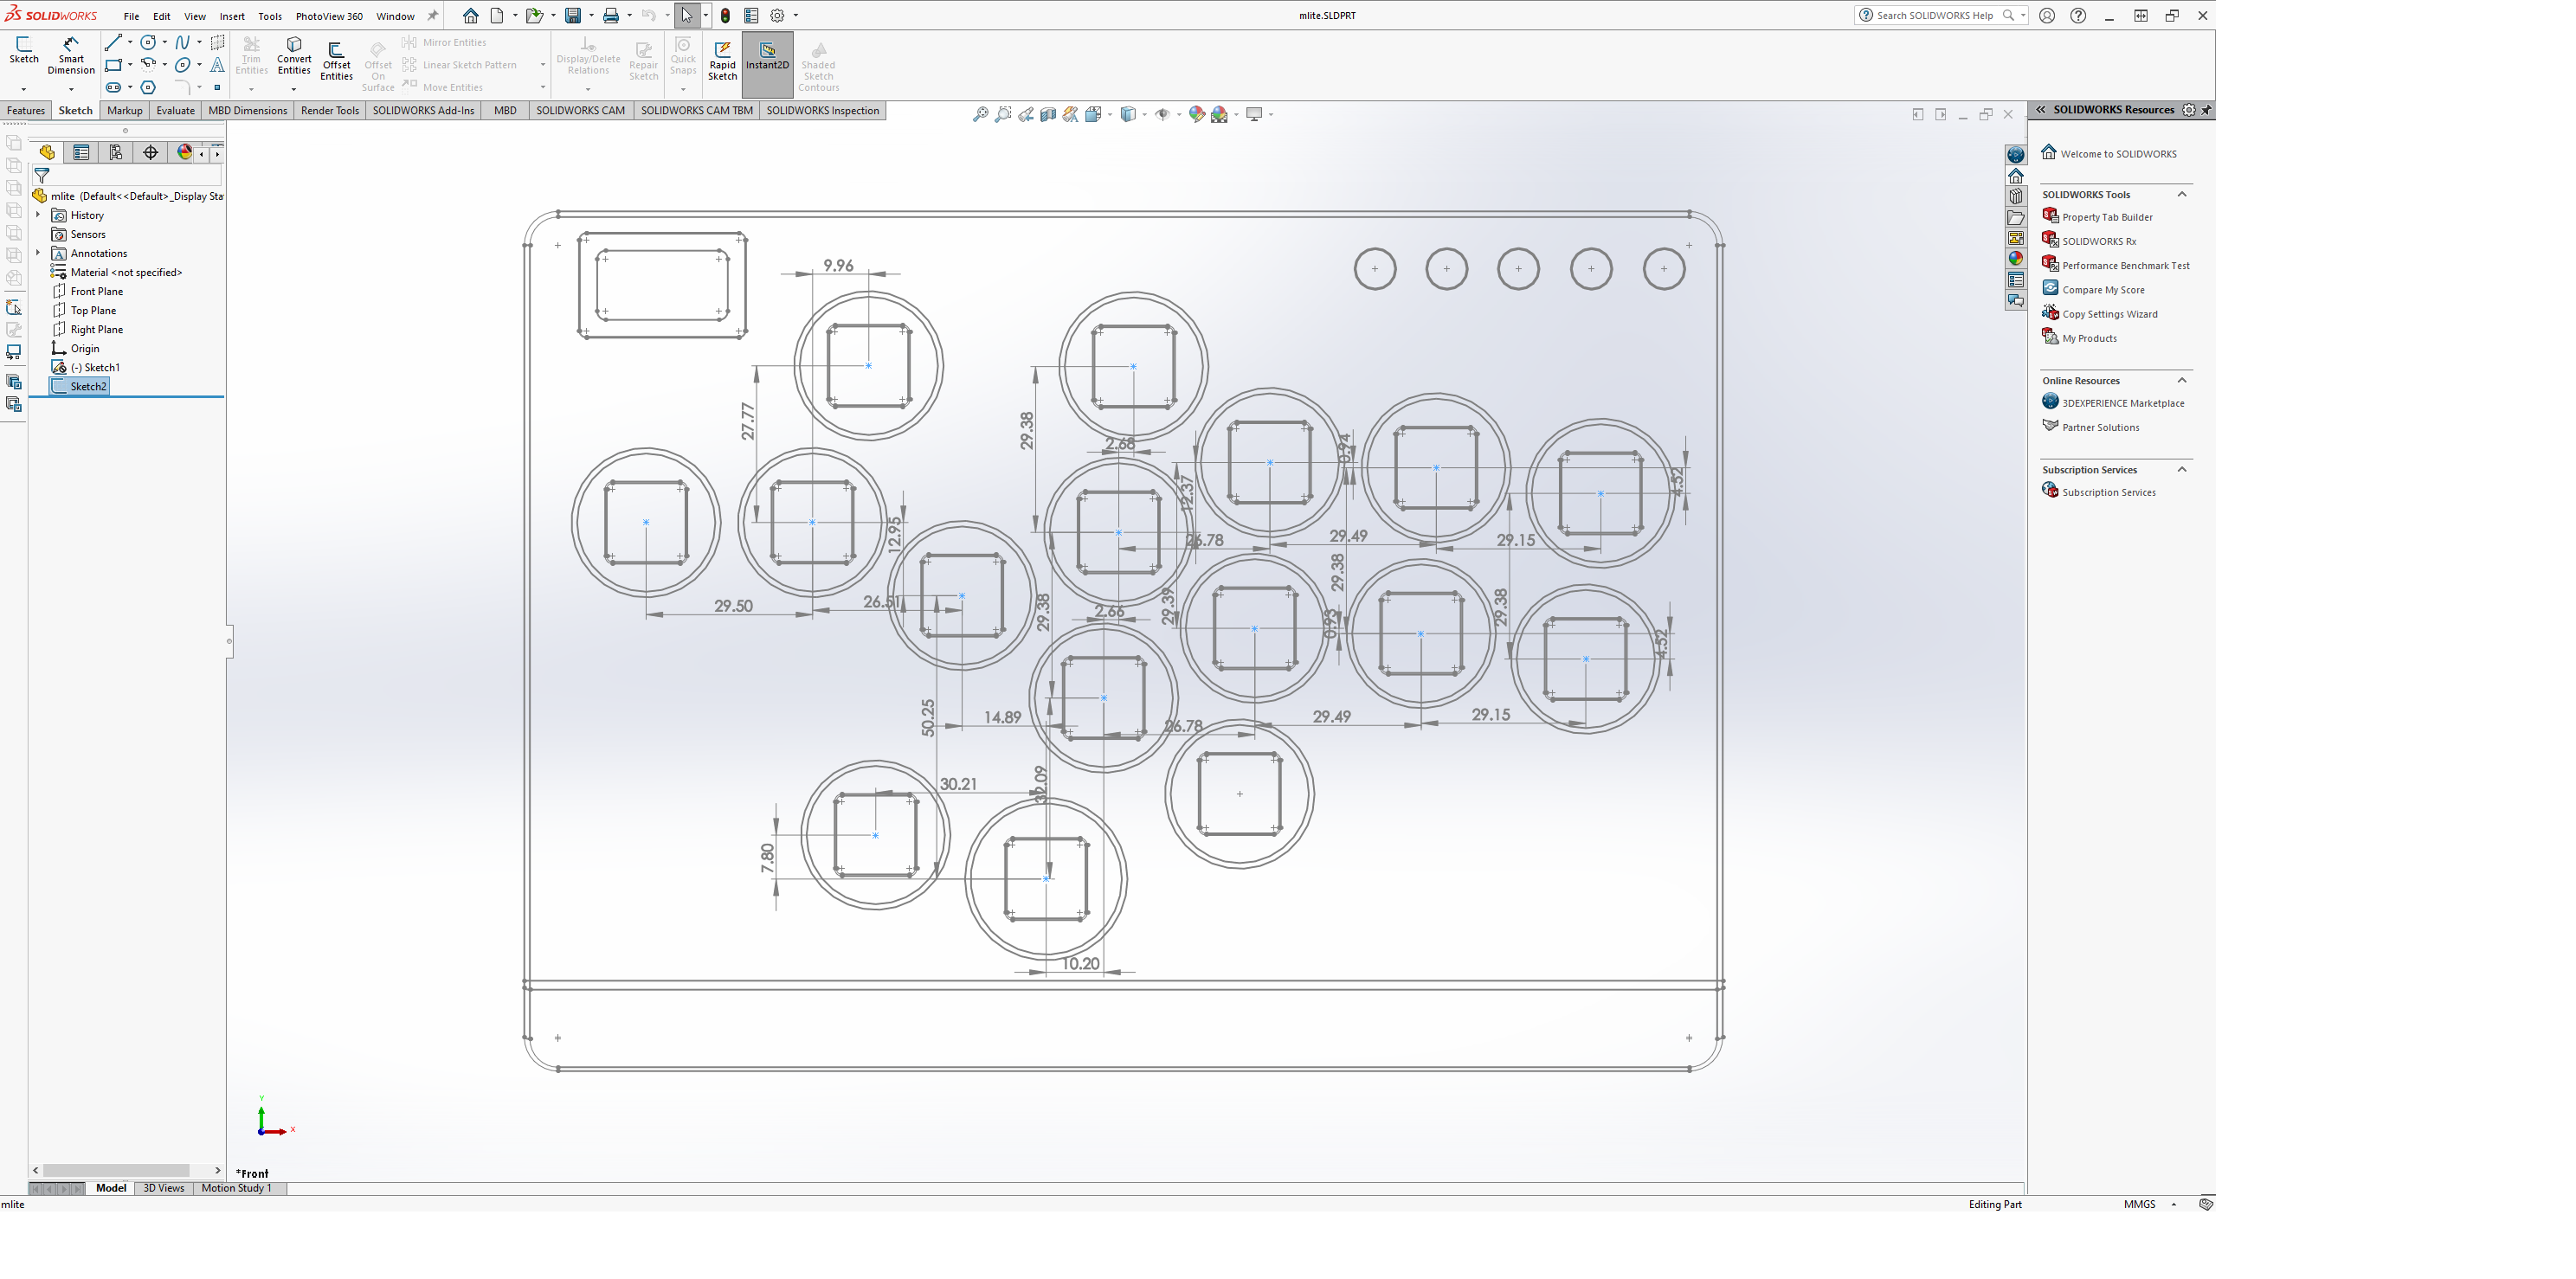 SOLIDWORKS File Edit View Insert Tools PhotoView 360 Window mlite.SLDPRT Search SOLIDWORKS Help
Sketch Smart Dimension Trim Entities Convert Entities Offset Entities Offset On Surface Mirror Entities Linear Sketch Pattern Move Entities Display/Delete Relations Repair Sketch Quick Snaps Rapid Sketch Instant2D Shaded Sketch Contours
Features Sketch Markup Evaluate MBD Dimensions Render Tools SOLIDWORKS Add-Ins MBD SOLIDWORKS CAM SOLIDWORKS CAM TBM SOLIDWORKS Inspection
mlite (Default<<Default>_Display Sta
History
Sensors
Annotations
Material <not specified>
Front Plane
Top Plane
Right Plane
Origin
(-) Sketch1
Sketch2
9.96
27.77
29.38
2.68
12.37
0.94
4.52
12.95
26.78
29.49
29.15
29.38
29.38
29.50
26.51
29.38
2.66
29.39
0.93
4.52
50.25
14.89
26.78
29.49
29.15
30.21
32.09
7.80
10.20
Y
X
*Front
SOLIDWORKS Resources
Welcome to SOLIDWORKS
SOLIDWORKS Tools
Property Tab Builder
SOLIDWORKS Rx
Performance Benchmark Test
Compare My Score
Copy Settings Wizard
My Products
Online Resources
3DEXPERIENCE Marketplace
Partner Solutions
Subscription Services
Subscription Services
Model 3D Views Motion Study 1
mlite Editing Part MMGS